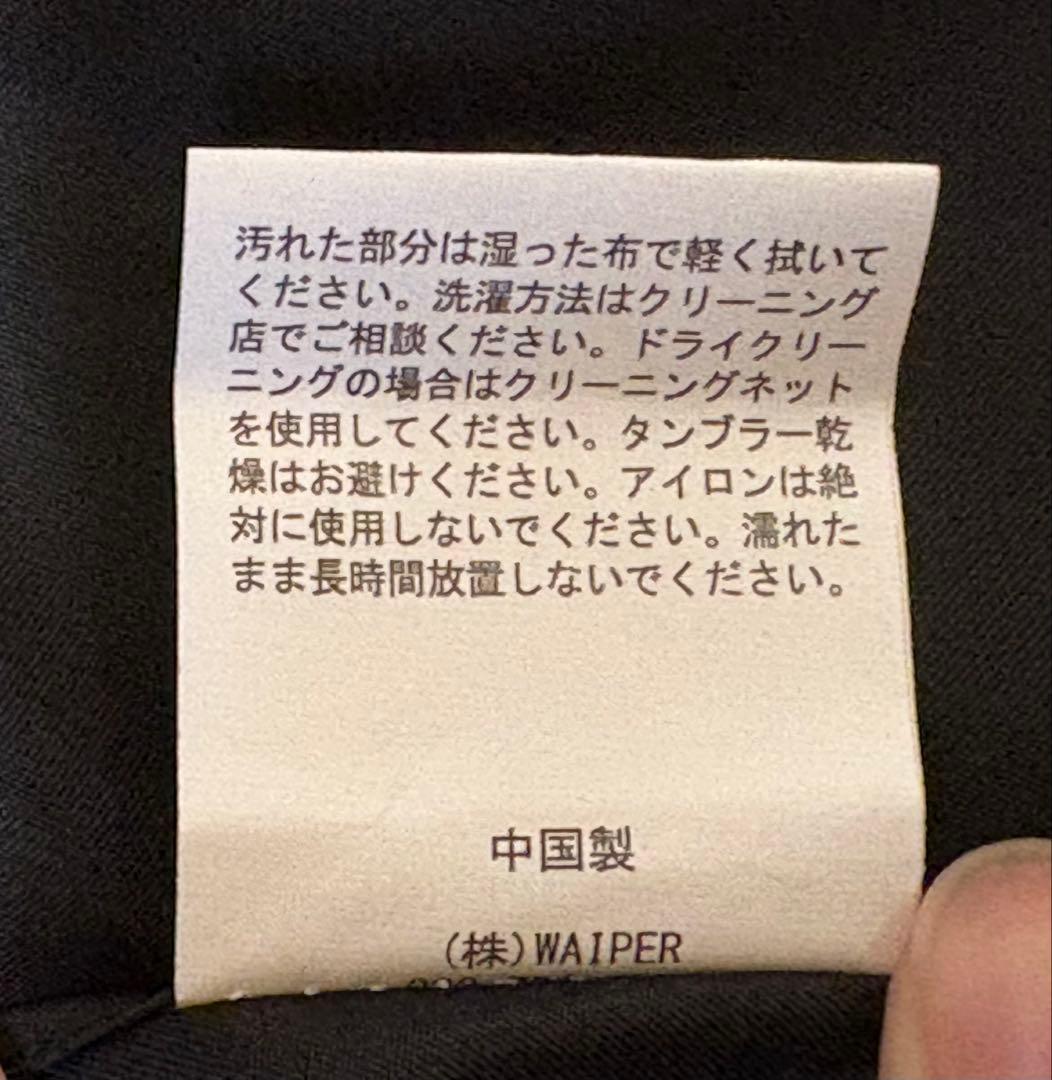 汚れた部分は湿った布で軽く拭いて
ください。洗濯方法はクリーニング
店でご相談ください。ドライクリー
ニングの場合はクリーニングネット
を使用してください。タンブラー乾
燥はお避けください。アイロンは絶
対に使用しないでください。濡れた
まま長時間放置しないでください。
中国製
(株)WAIPER